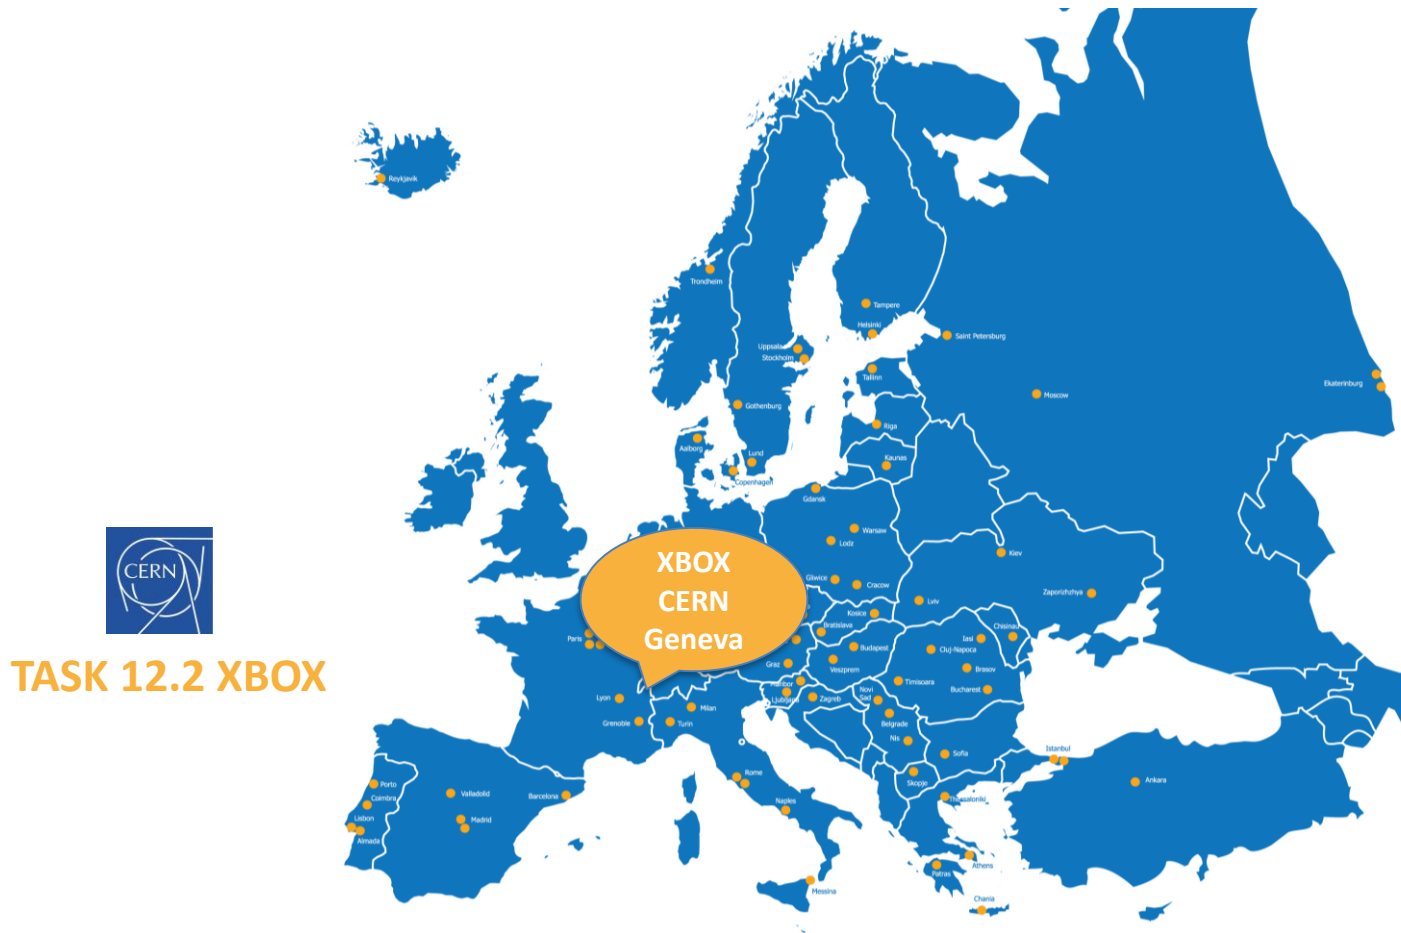 Reykjavik
Trondheim
Tampere
Helsinki
Saint Petersburg
Uppsala
Stockholm
Tallinn
Ekaterinburg
Moscow
Gothenburg
Riga
Aalborg
Lund
Kaunas
Copenhagen
Gdansk
CERN
XBOX
CERN
Geneva
Warsaw
Lodz
Kiev
Gliwice
Cracow
Zaporizhzhya
Lviv
Kosice
Bratislava
Chisinau
Paris
Iasi
Budapest
Cluj-Napoca
Graz
Veszprem
Brasov
TASK 12.2 XBOX
Timisoara
Bucharest
Lyon
Ljubljana
Zagreb
Novi
Sad
Milan
Grenoble
Turin
Belgrade
Nis
Sofia
Istanbul
Rome
Skopje
Ankara
Porto
Valladolid
Barcelona
Coimbra
Naples
Thessaloniki
Lisbon
Madrid
Almada
Athens
Patras
Messina
Chania